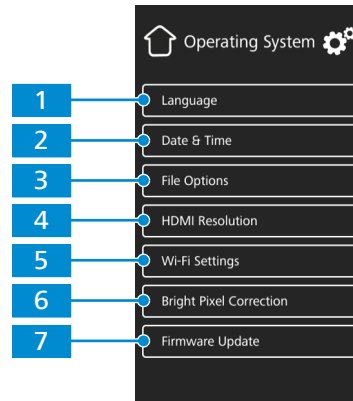 Operating System
1 Language
2 Date & Time
3 File Options
4 HDMI Resolution
5 Wi-Fi Settings
6 Bright Pixel Correction
7 Firmware Update